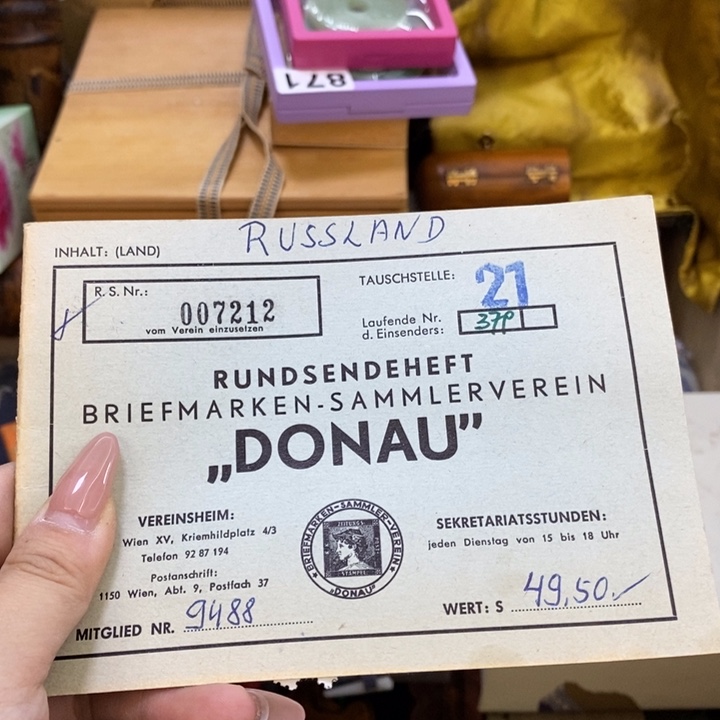 871
INHALT: (LAND) RUSSLAND
R. S. Nr.:
007212
vom Verein einzusetzen
TAUSCHSTELLE: 21
Laufende Nr.
d. Einsenders:
RUNDSENDEHEFT
BRIEFMARKEN-SAMMLERVEREIN
„DONAU”
VEREINSHEIM:
Wien XV, Kriemhildplatz 4/3
Telefon 92 87 194
Postanschrift:
1150 Wien, Abt. 9, Postfach 37
MITGLIED NR. 9488
BRIEFMARKEN-SAMMLER-VEREIN
ZEITUNGS
STAMPEL
„DONAU”
SEKRETARIATSSTUNDEN:
jeden Dienstag von 15 bis 18 Uhr
WERT: S 49,50.-